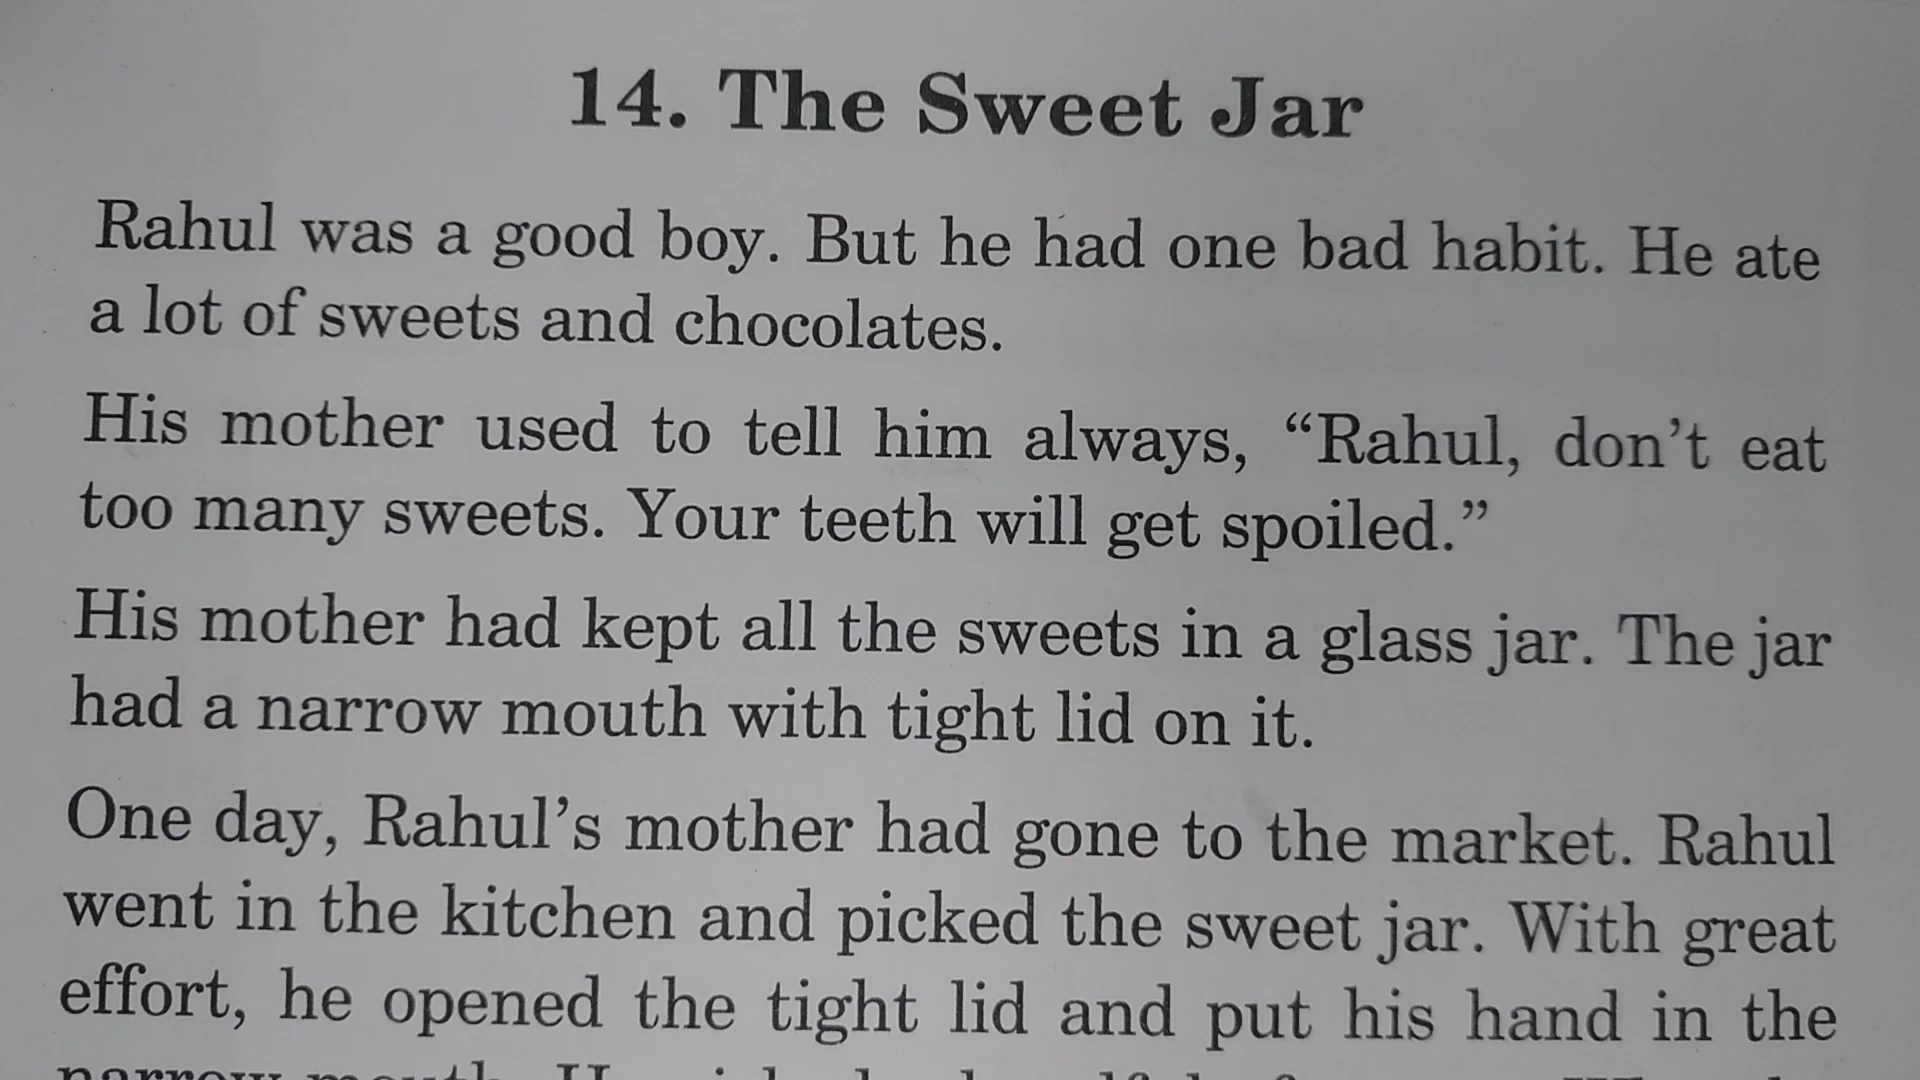 14. The Sweet Jar
Rahul was a good boy. But he had one bad habit. He ate
a lot of sweets and chocolates.
His mother used to tell him always, “Rahul, don’t eat
too many sweets. Your teeth will get spoiled.”
His mother had kept all the sweets in a glass jar. The jar
had a narrow mouth with tight lid on it.
One day, Rahul’s mother had gone to the market. Rahul
went in the kitchen and picked the sweet jar. With great
effort, he opened the tight lid and put his hand in the
narrow mouth.